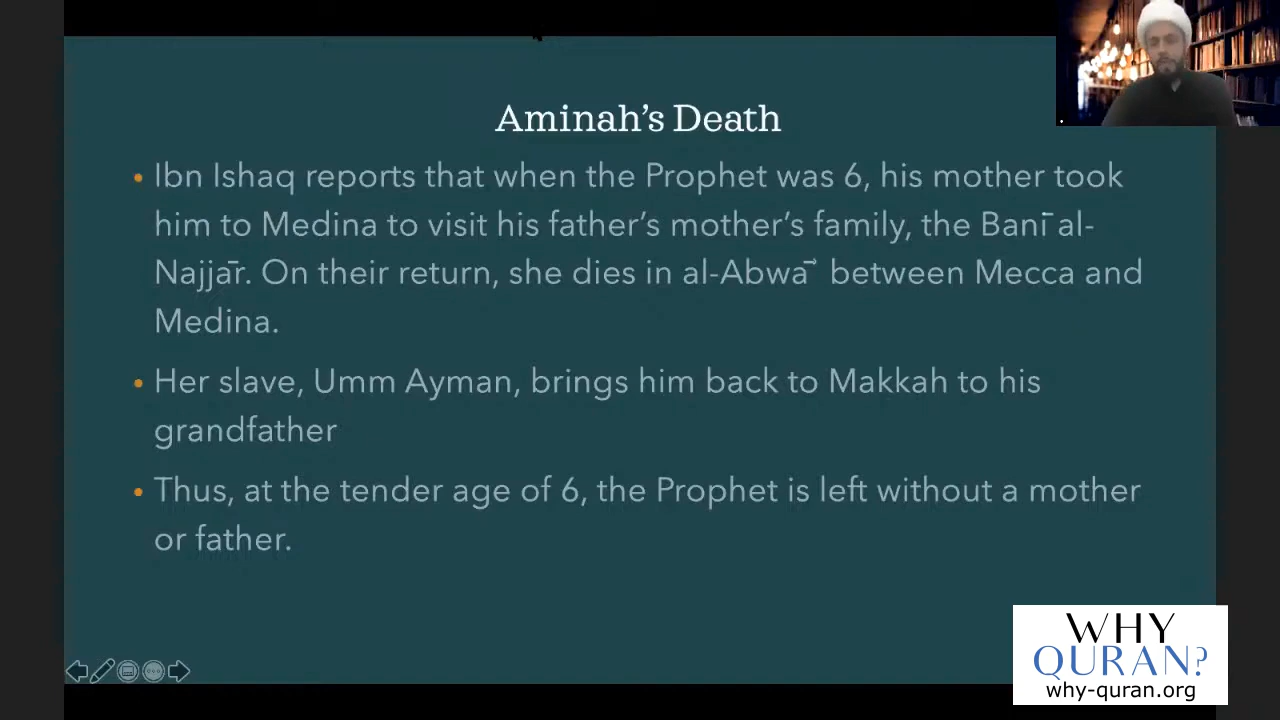 Aminah’s Death
• Ibn Ishaq reports that when the Prophet was 6, his mother took
him to Medina to visit his father’s mother’s family, the Banī al-
Najjār. On their return, she dies in al-Abwāʾ between Mecca and
Medina.
• Her slave, Umm Ayman, brings him back to Makkah to his
grandfather
• Thus, at the tender age of 6, the Prophet is left without a mother
or father.
WHY
QURAN?
why-quran.org